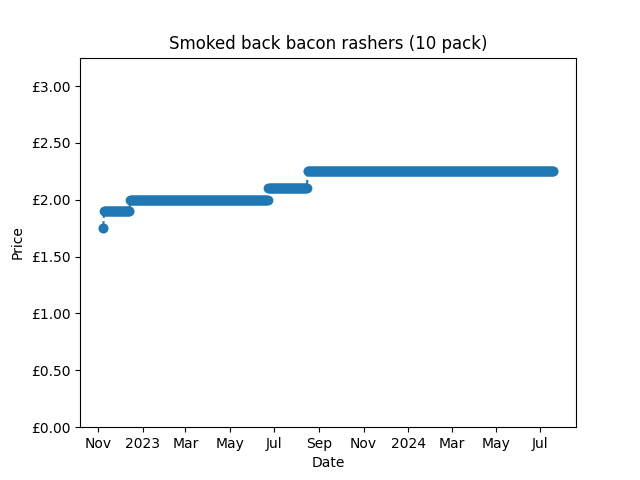 Smoked back bacon rashers (10 pack)
£3.00
£2.50
£2.00
£1.50
£1.00
£0.50
£0.00
Price
Nov 2023 Mar May Jul Sep Nov 2024 Mar May Jul
Date